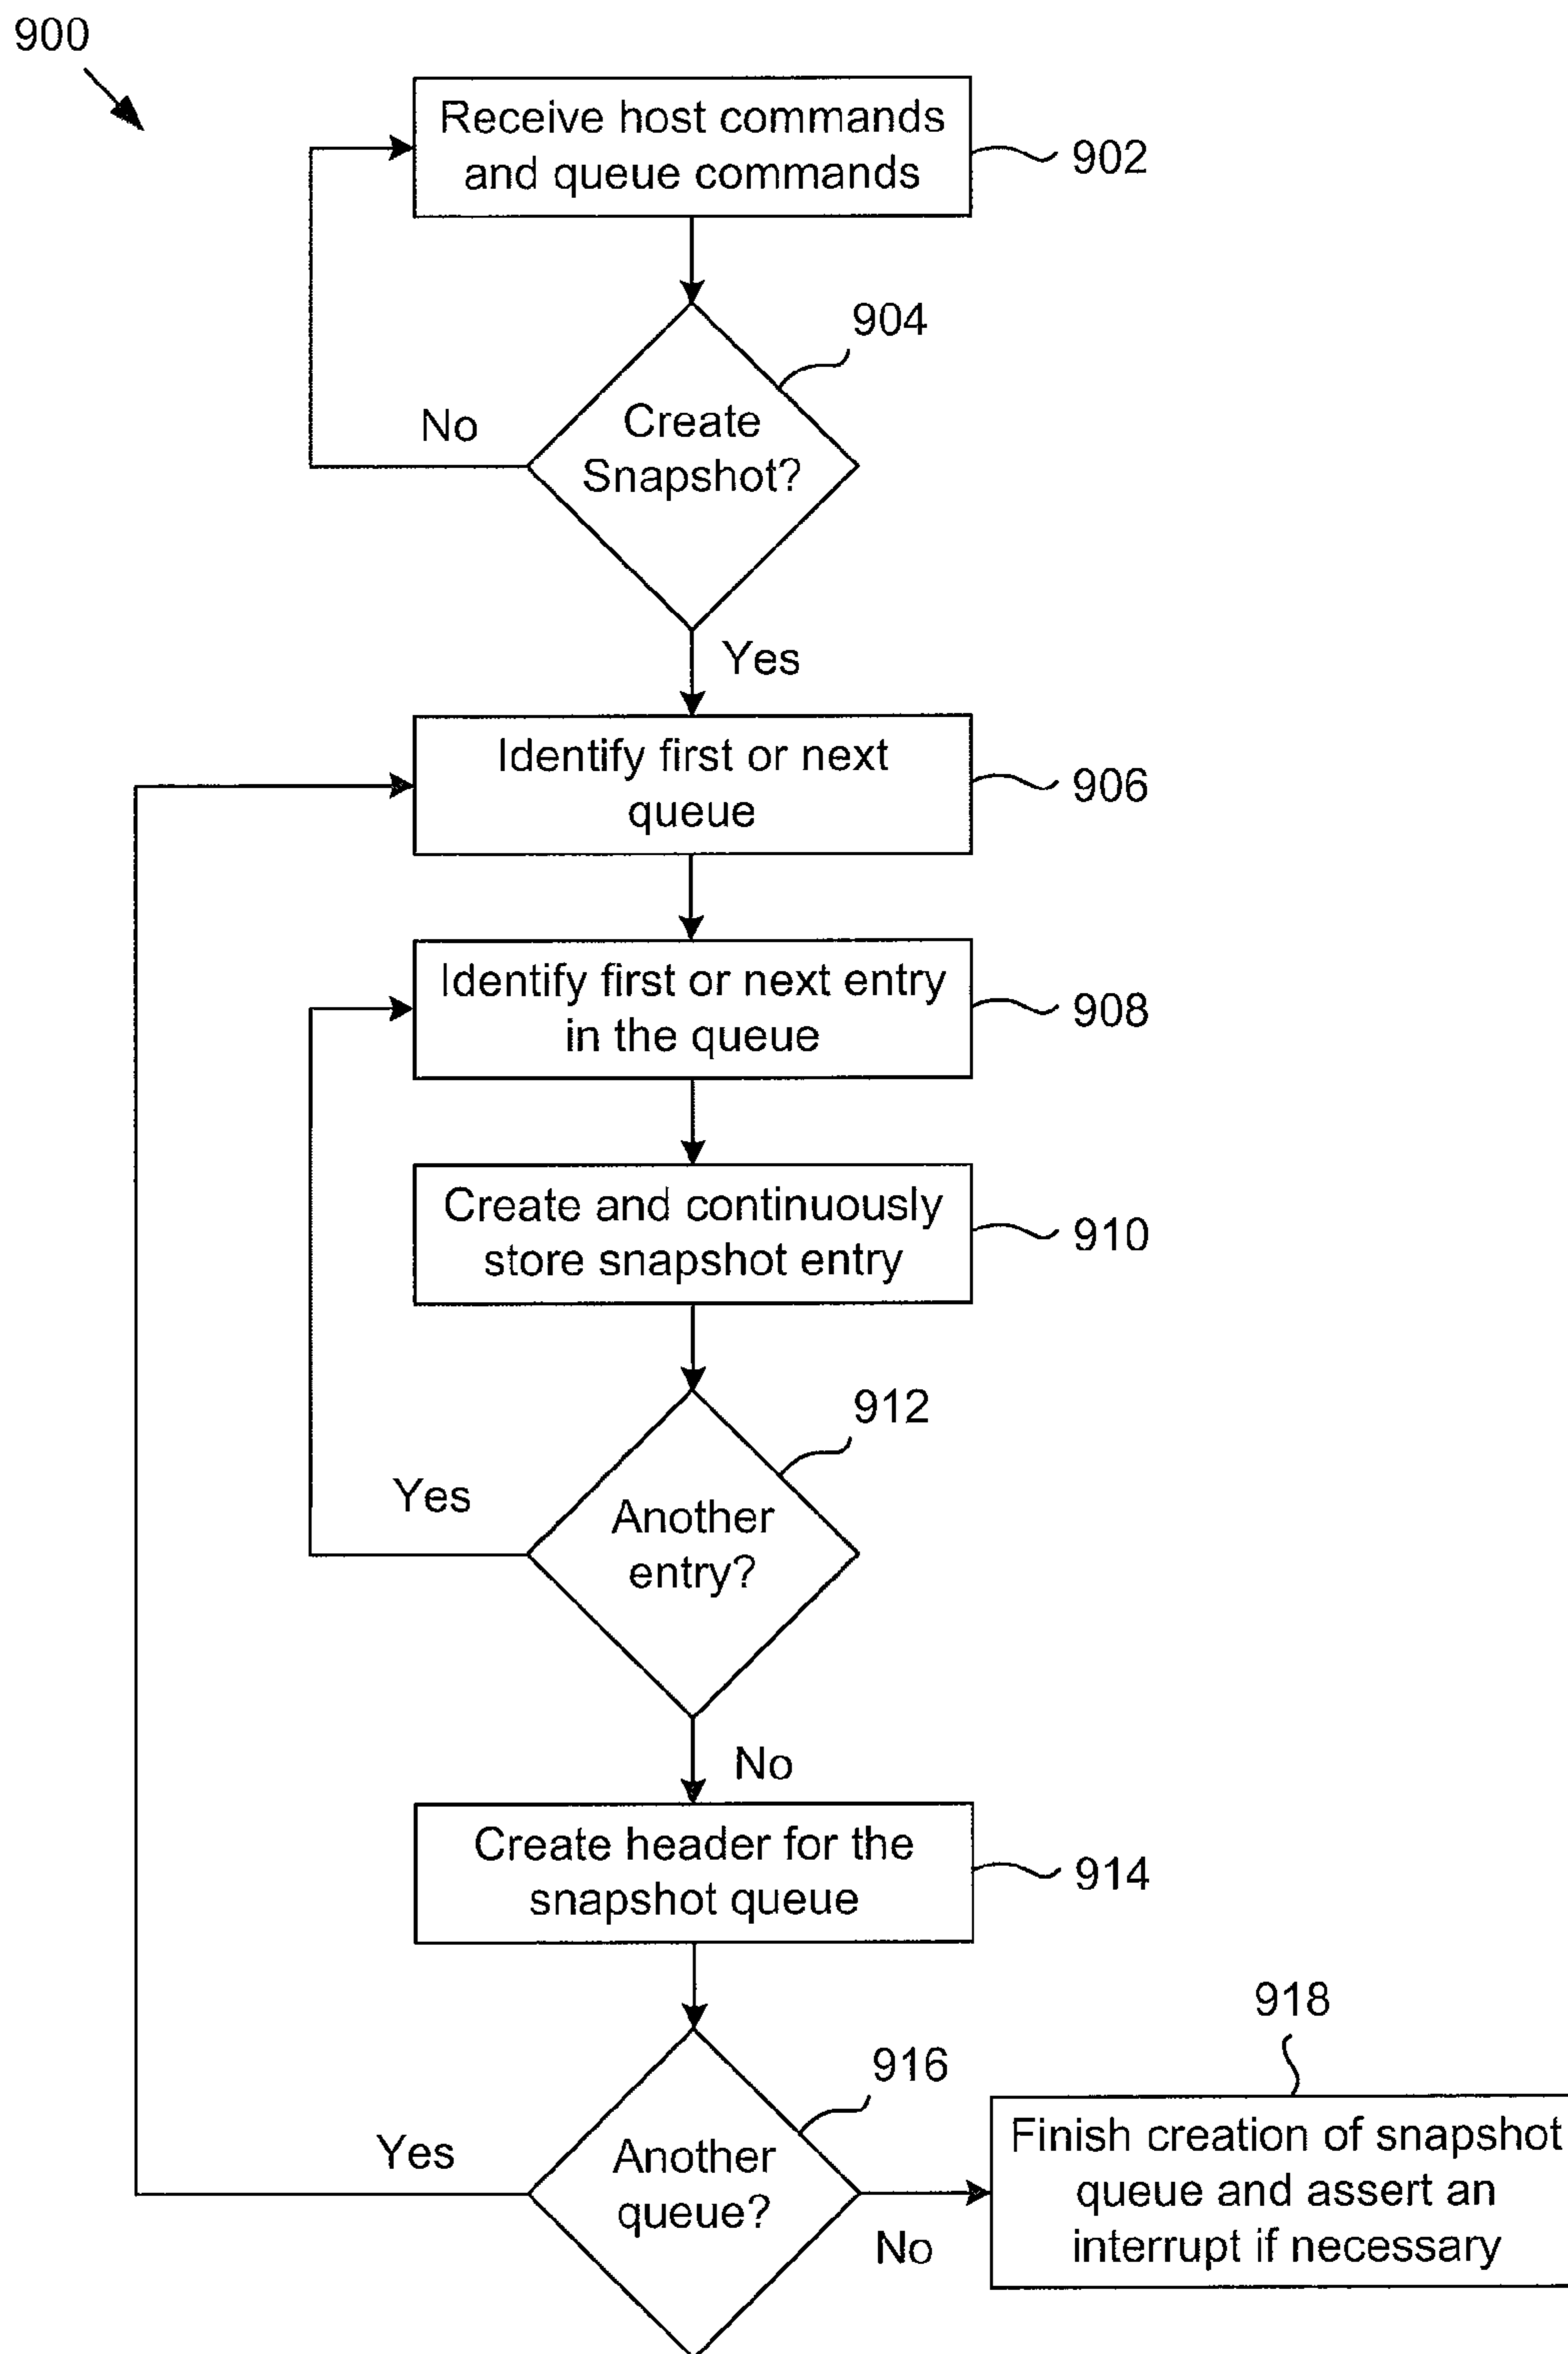 900
Receive host commands
and queue commands
902
904
Create
Snapshot?
No
Yes
Identify first or next
queue
906
Identify first or next entry
in the queue
908
Create and continuously
store snapshot entry
910
912
Another
entry?
Yes
No
Create header for the
snapshot queue
914
916
Another
queue?
Yes
No
918
Finish creation of snapshot
queue and assert an
interrupt if necessary